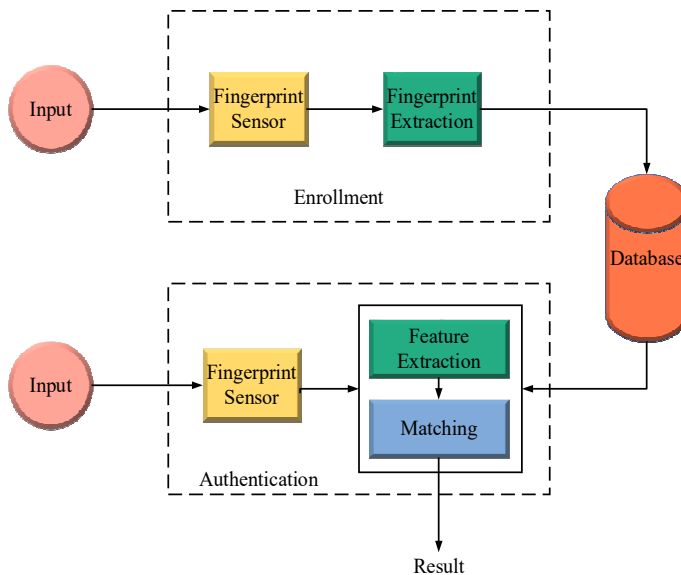 Input
Fingerprint
Sensor
Fingerprint
Extraction
Enrollment
Database
Input
Fingerprint
Sensor
Feature
Extraction
Matching
Authentication
Result